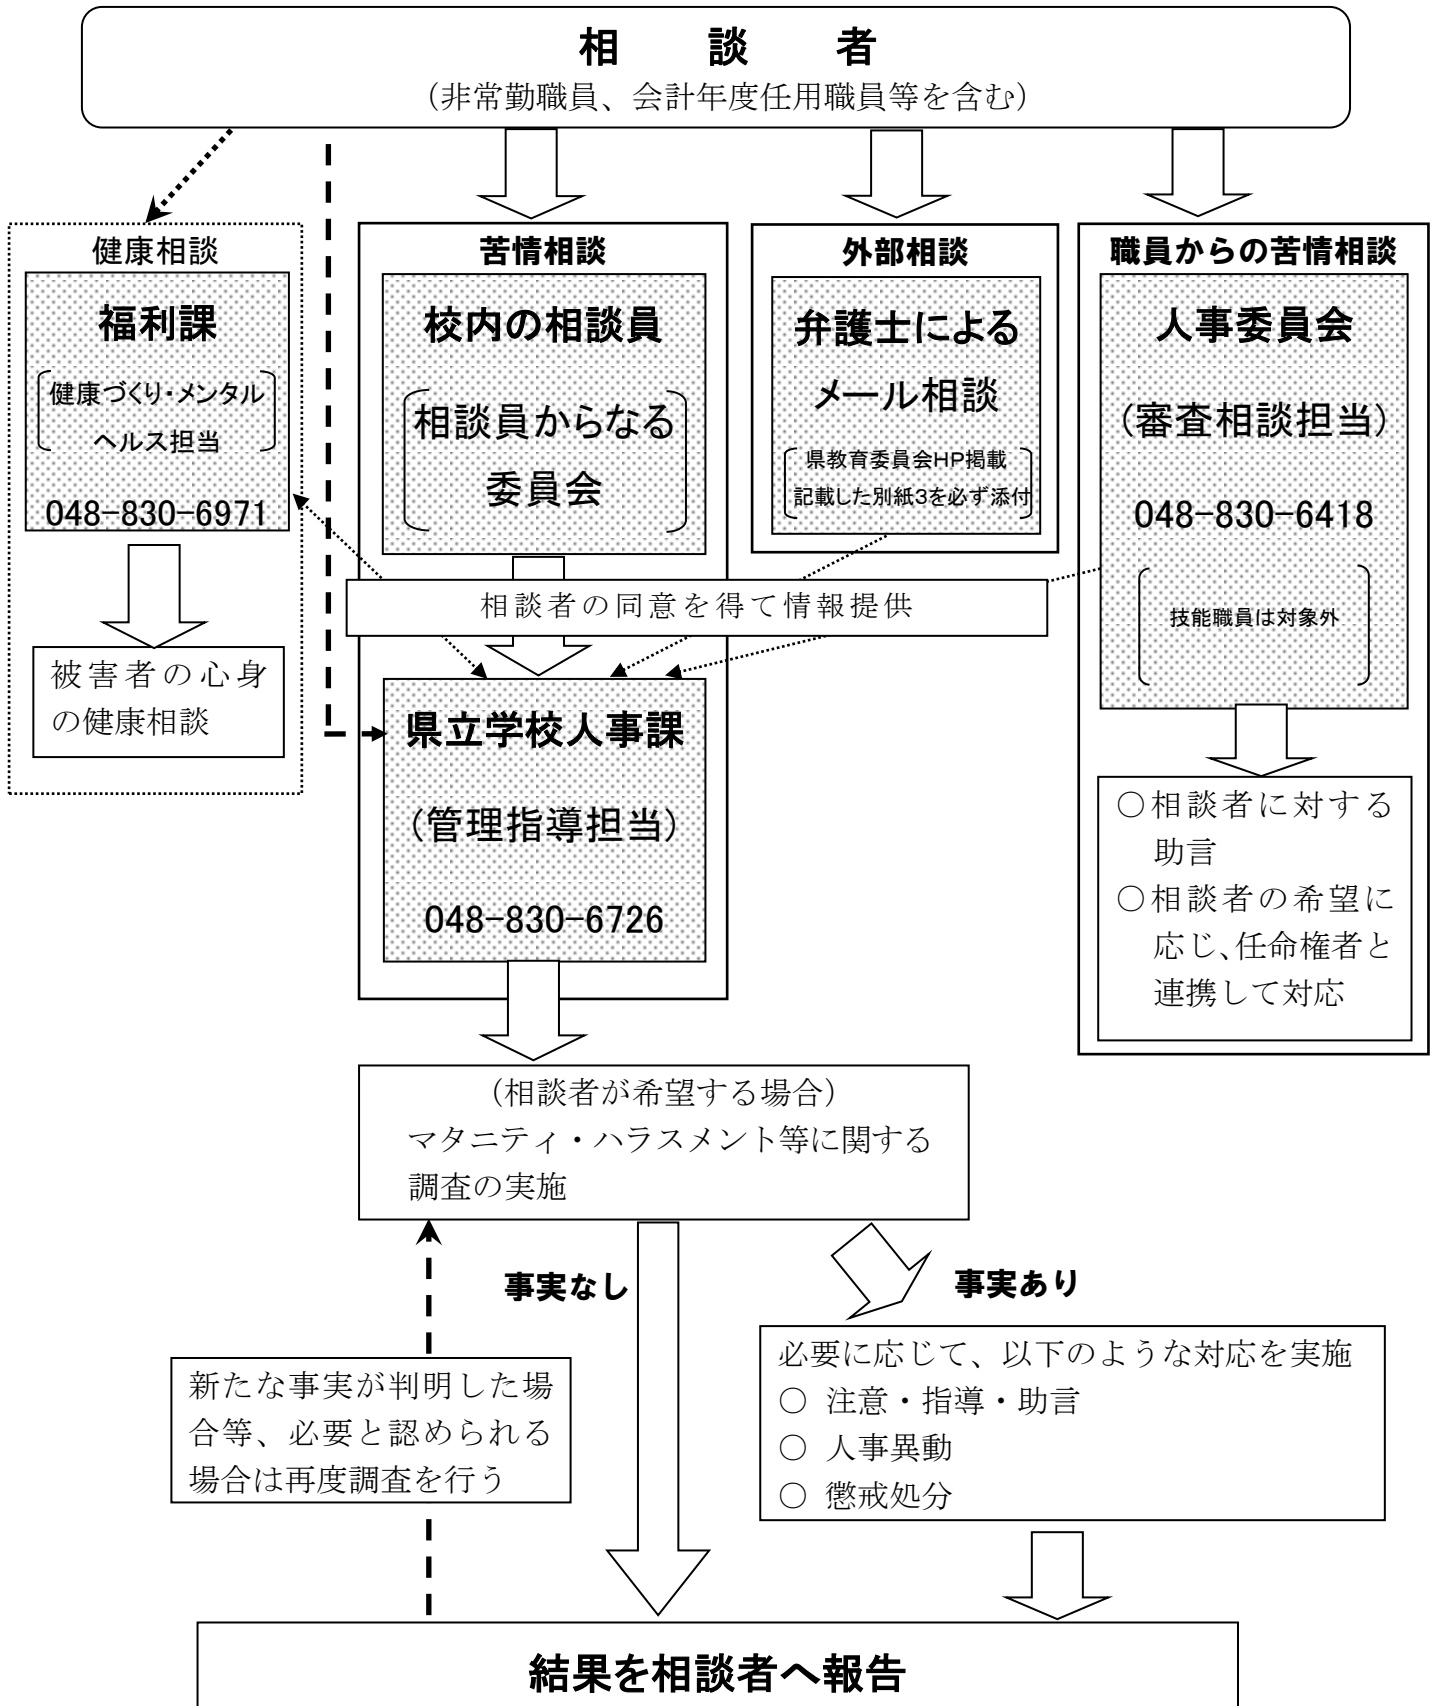 相　談　者
（非常勤職員、会計年度任用職員等を含む）
健康相談
福利課
健康づくり・メンタル
ヘルス担当
048-830-6971
被害者の心身
の健康相談
苦情相談
校内の相談員
相談員からなる
委員会
外部相談
弁護士による
メール相談
県教育委員会HP掲載
記載した別紙3を必ず添付
職員からの苦情相談
人事委員会
（審査相談担当）
048-830-6418
技能職員は対象外
相談者の同意を得て情報提供
県立学校人事課
（管理指導担当）
048-830-6726
○相談者に対する
助言
○相談者の希望に
応じ、任命権者と
連携して対応
（相談者が希望する場合）
マタニティ・ハラスメント等に関する
調査の実施
事実なし
事実あり
新たな事実が判明した場
合等、必要と認められる
場合は再度調査を行う
必要に応じて、以下のような対応を実施
○ 注意・指導・助言
○ 人事異動
○ 懲戒処分
結果を相談者へ報告